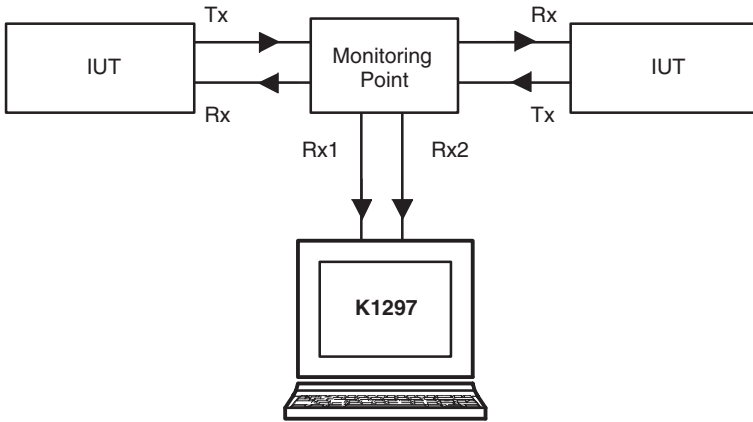 Tx
Rx
IUT
Monitoring
Point
IUT
Rx
Tx
Rx1
Rx2
K1297